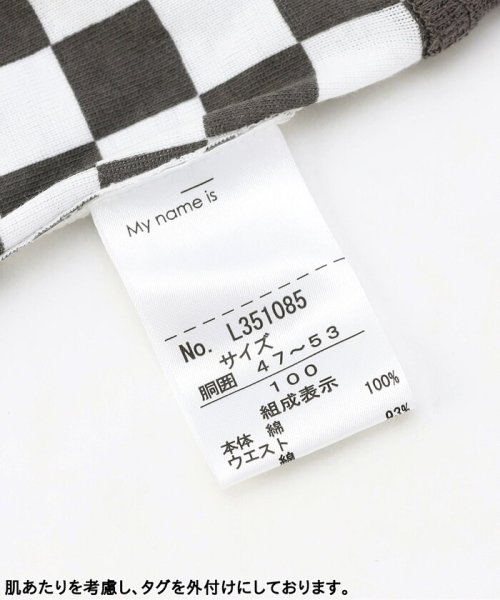 My name is
No. L351085
サイズ
胴囲 47～53
100
組成表示
本体 綿 100%
ウエスト 綿 93%
肌あたりを考慮し、タグを外付けにしております。